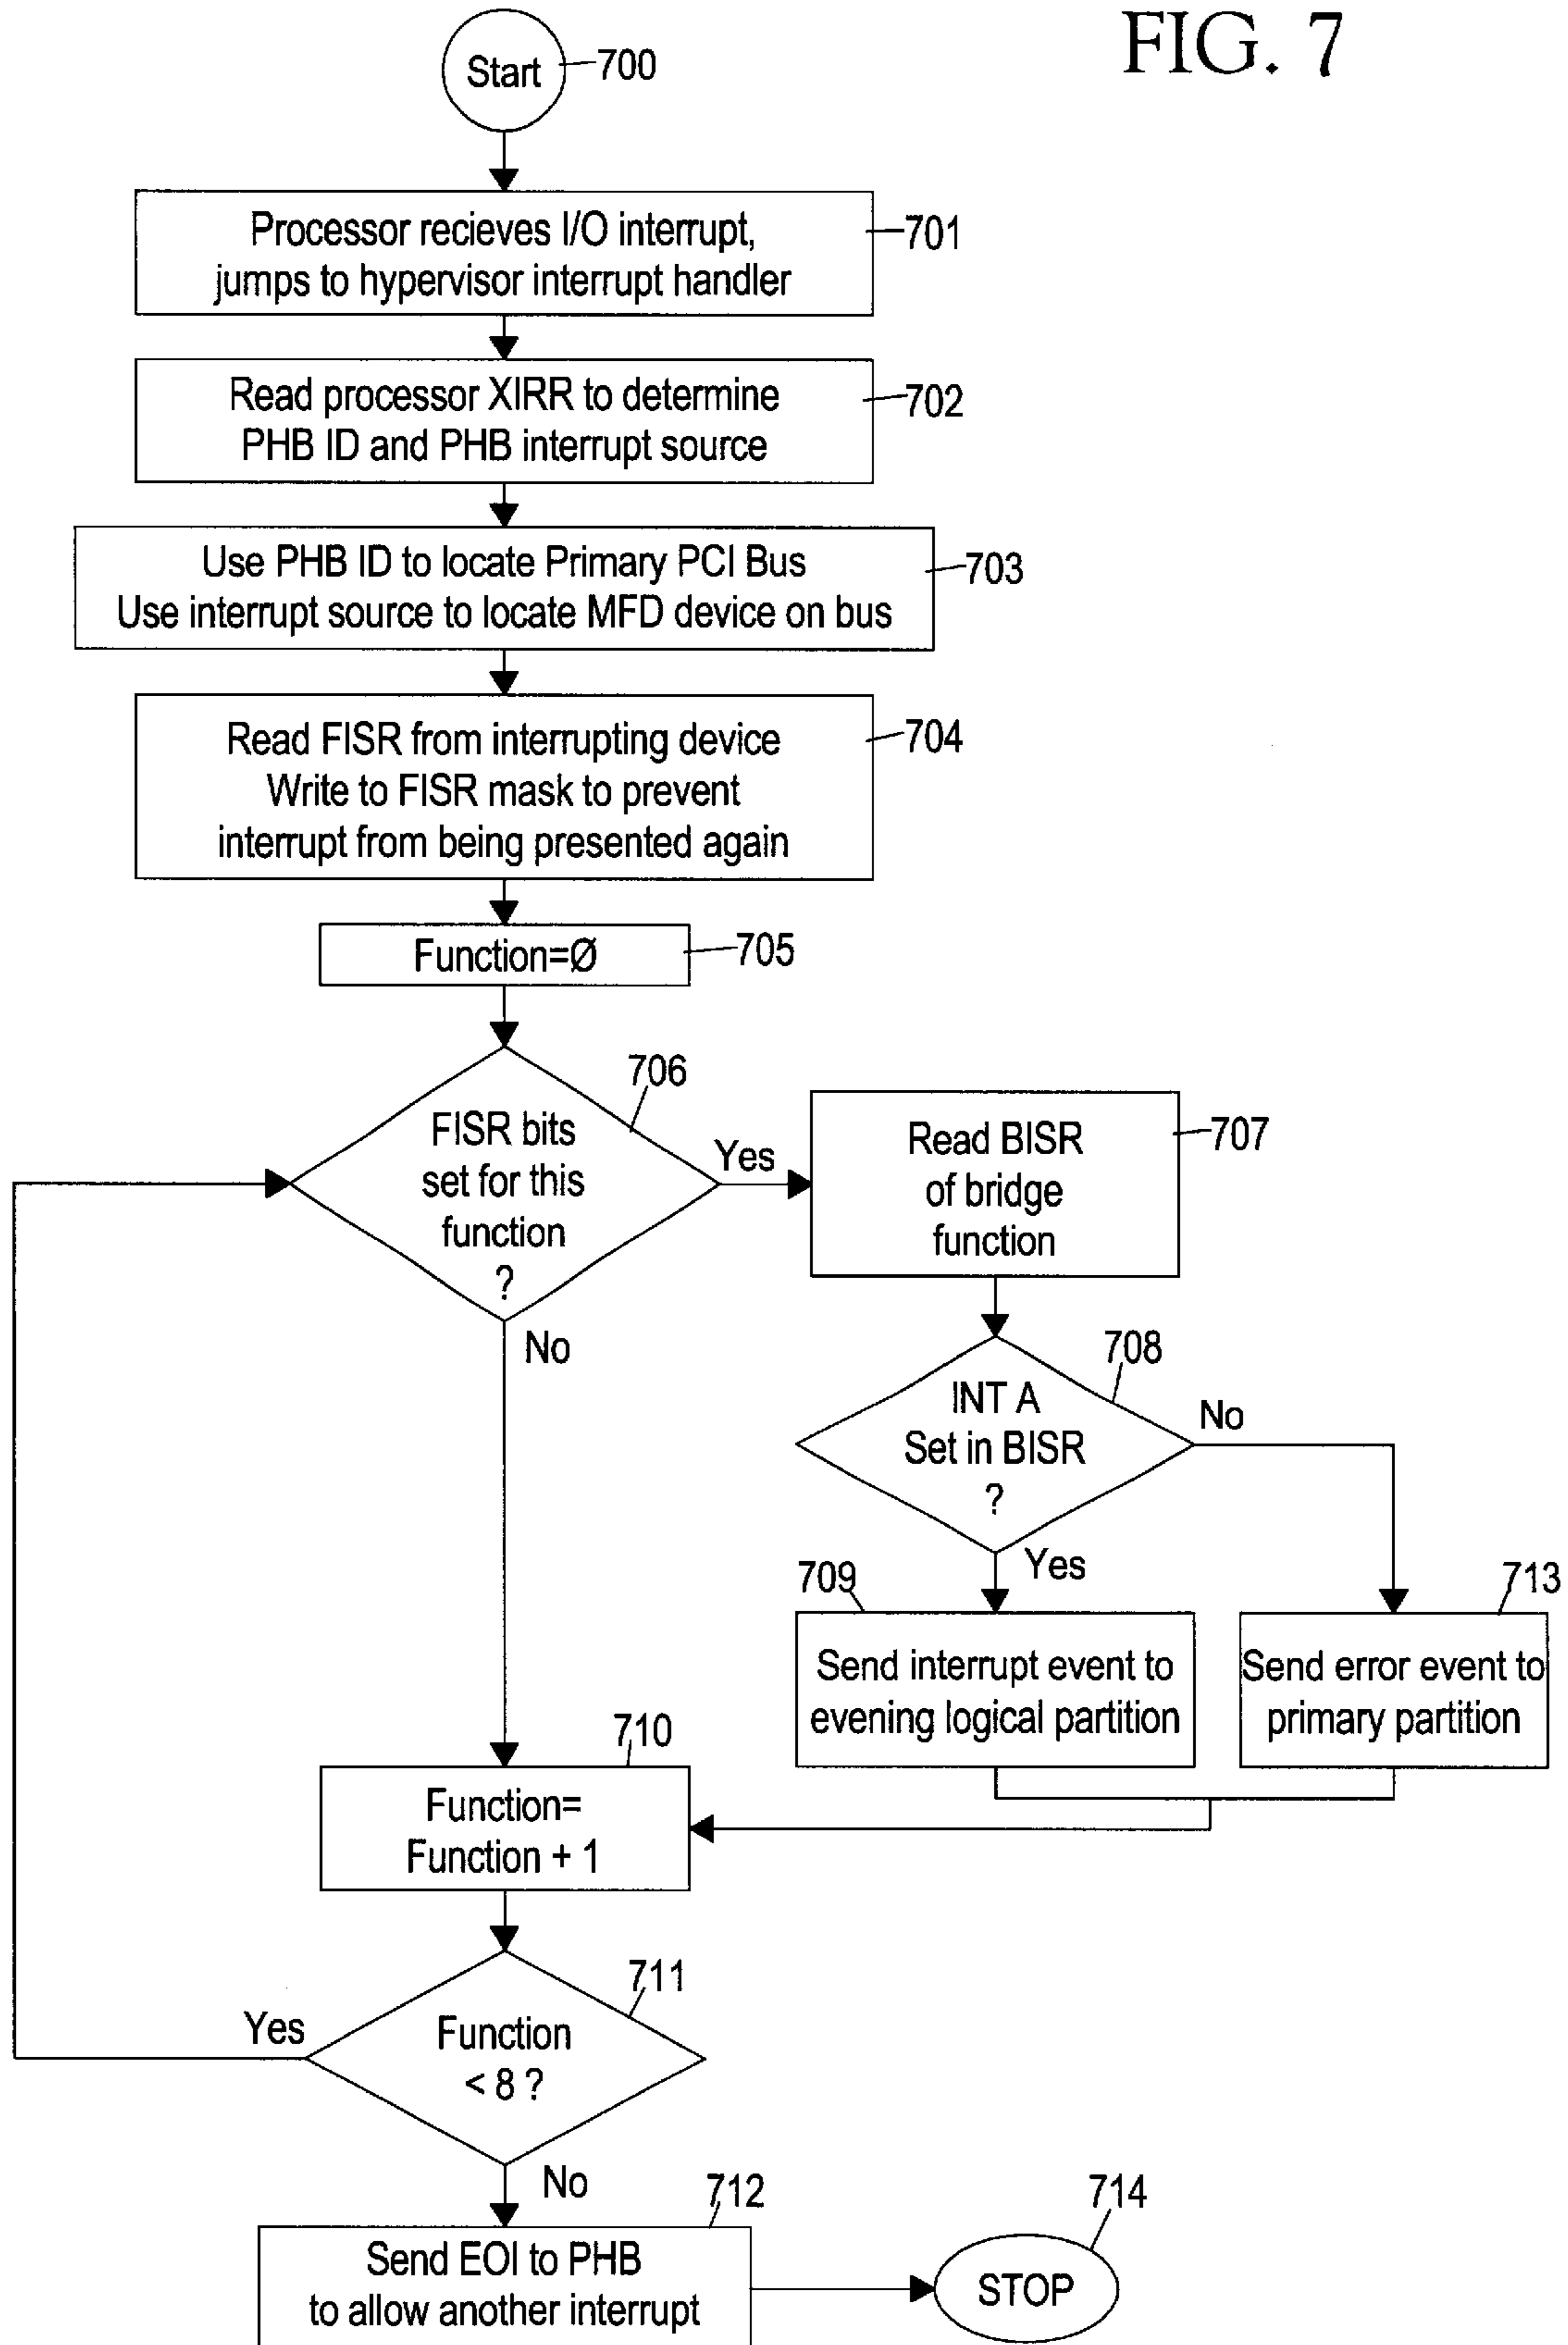 FIG. 7
Start
700
Processor recieves I/O interrupt,
jumps to hypervisor interrupt handler
701
Read processor XIRR to determine
PHB ID and PHB interrupt source
702
Use PHB ID to locate Primary PCI Bus
Use interrupt source to locate MFD device on bus
703
Read FISR from interrupting device
Write to FISR mask to prevent
interrupt from being presented again
704
Function=Ø
705
706
FISR bits
set for this
function
?
Yes
No
Read BISR
of bridge
function
707
708
INT A
Set in BISR
?
No
Yes
709
Send interrupt event to
evening logical partition
713
Send error event to
primary partition
710
Function=
Function + 1
711
Function
< 8 ?
Yes
No
712
Send EOI to PHB
to allow another interrupt
714
STOP